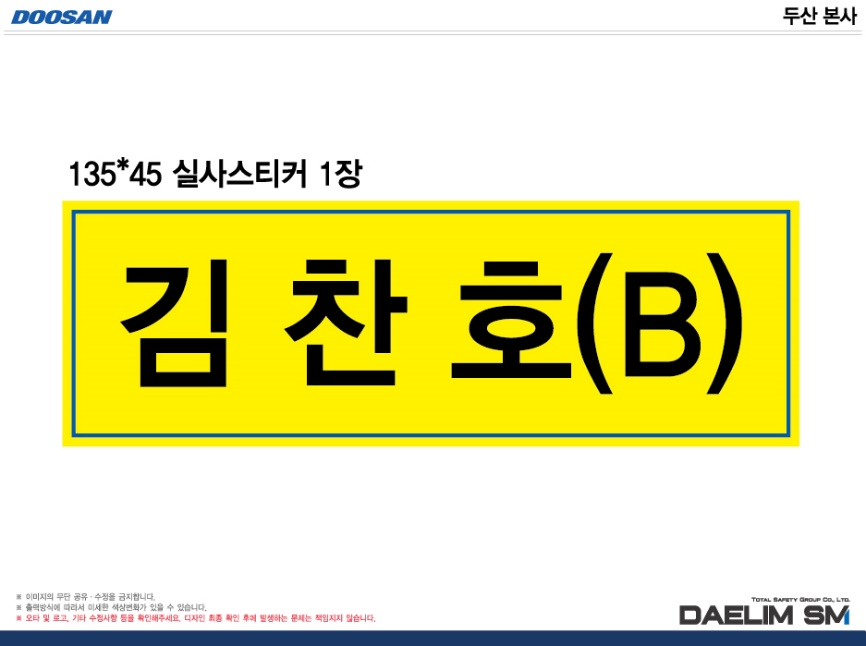 DOOSAN
두산 본사
135*45 실사스티커 1장
김 찬 호(B)
※ 이미지의 무단 공유 · 수정을 금지합니다.
※ 출력방식에 따라서 미세한 색상변화가 있을 수 있습니다.
※ 오타 및 로고, 기타 수정사항 등을 확인해주세요. 디자인 최종 확인 후에 발생하는 문제는 책임지지 않습니다.
TOTAL SAFETY GROUP CO., LTD.
DAELIM SM